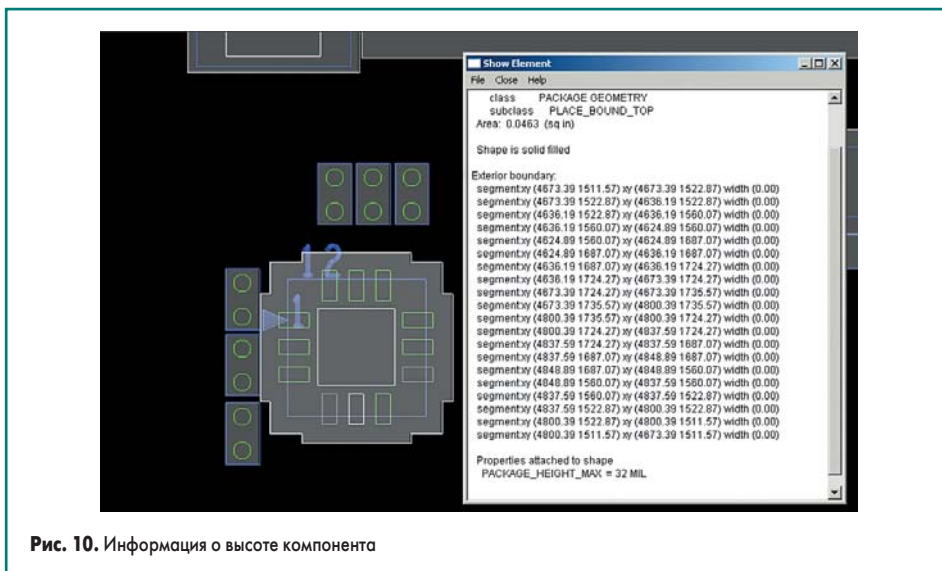 12
1
Show Element
File Close Help
class PACKAGE GEOMETRY
subclass PLACE_BOUND_TOP
Area: 0.0463 (sq in)
Shape is solid filled
Exterior boundary:
segment:xy (4673.39 1511.57) xy (4673.39 1522.87) width (0.00)
segment:xy (4673.39 1522.87) xy (4636.19 1522.87) width (0.00)
segment:xy (4636.19 1522.87) xy (4636.19 1560.07) width (0.00)
segment:xy (4636.19 1560.07) xy (4624.89 1560.07) width (0.00)
segment:xy (4624.89 1560.07) xy (4624.89 1687.07) width (0.00)
segment:xy (4624.89 1687.07) xy (4636.19 1687.07) width (0.00)
segment:xy (4636.19 1687.07) xy (4636.19 1724.27) width (0.00)
segment:xy (4636.19 1724.27) xy (4673.39 1724.27) width (0.00)
segment:xy (4673.39 1724.27) xy (4673.39 1735.57) width (0.00)
segment:xy (4673.39 1735.57) xy (4800.39 1735.57) width (0.00)
segment:xy (4800.39 1735.57) xy (4800.39 1724.27) width (0.00)
segment:xy (4800.39 1724.27) xy (4837.59 1724.27) width (0.00)
segment:xy (4837.59 1724.27) xy (4837.59 1687.07) width (0.00)
segment:xy (4837.59 1687.07) xy (4848.89 1687.07) width (0.00)
segment:xy (4848.89 1687.07) xy (4848.89 1560.07) width (0.00)
segment:xy (4848.89 1560.07) xy (4837.59 1560.07) width (0.00)
segment:xy (4837.59 1560.07) xy (4837.59 1522.87) width (0.00)
segment:xy (4837.59 1522.87) xy (4800.39 1522.87) width (0.00)
segment:xy (4800.39 1522.87) xy (4800.39 1511.57) width (0.00)
segment:xy (4800.39 1511.57) xy (4673.39 1511.57) width (0.00)
Properties attached to shape
PACKAGE_HEIGHT_MAX = 32 MIL
Рис. 10. Информация о высоте компонента